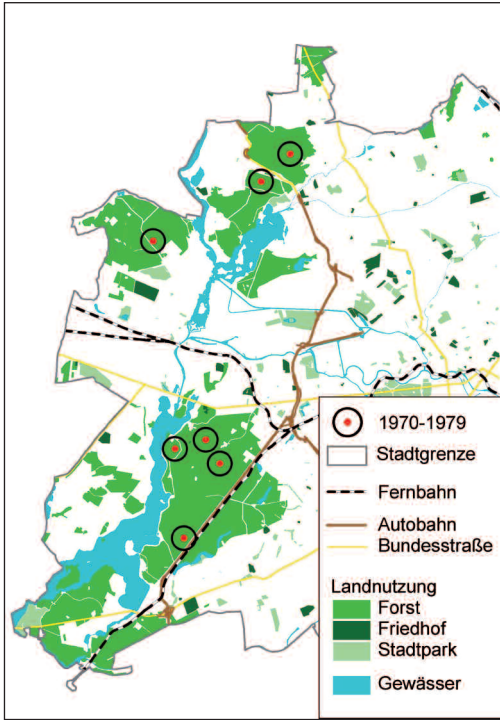 1970-1979
Stadtgrenze
Fernbahn
Autobahn
Bundesstraße
Landnutzung
Forst
Friedhof
Stadtpark
Gewässer